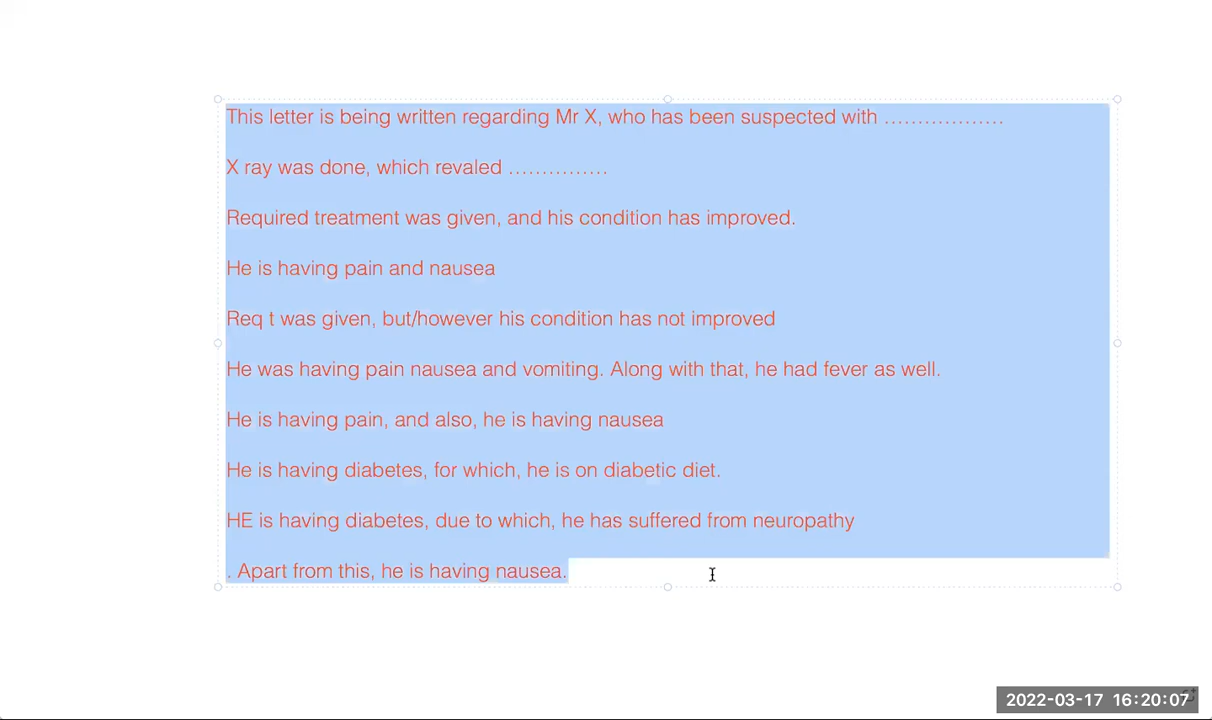 This letter is being written regarding Mr X, who has been suspected with ………………
X ray was done, which revaled ……………
Required treatment was given, and his condition has improved.
He is having pain and nausea
Req t was given, but/however his condition has not improved
He was having pain nausea and vomiting. Along with that, he had fever as well.
He is having pain, and also, he is having nausea
He is having diabetes, for which, he is on diabetic diet.
HE is having diabetes, due to which, he has suffered from neuropathy
. Apart from this, he is having nausea.
2022-03-17 16:20:07